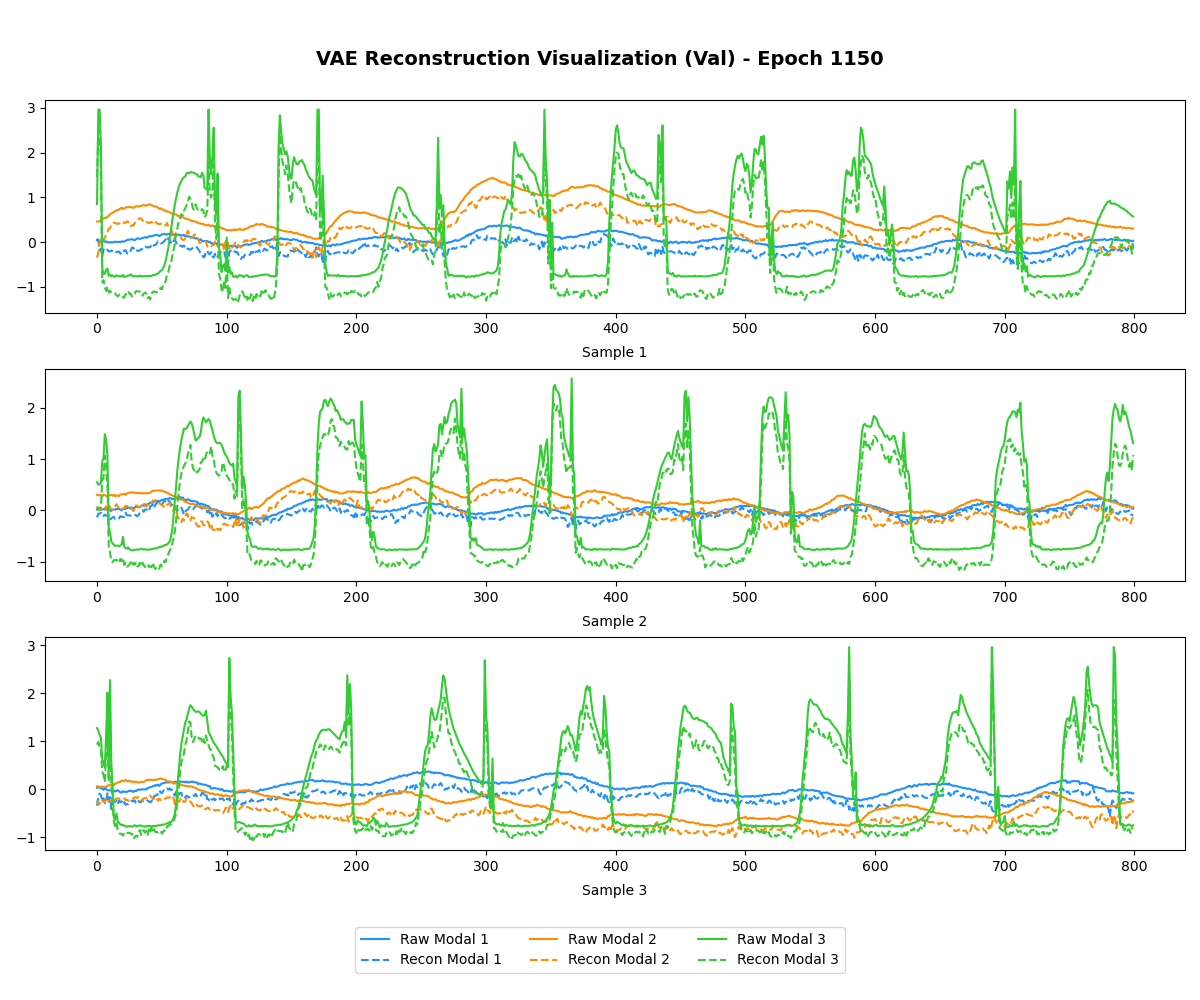 VAE Reconstruction Visualization (Val) - Epoch 1150
3
2
1
0
−1
0 100 200 300 400 500 600 700 800
Sample 1
2
1
0
−1
0 100 200 300 400 500 600 700 800
Sample 2
3
2
1
0
−1
0 100 200 300 400 500 600 700 800
Sample 3
Raw Modal 1 Raw Modal 2 Raw Modal 3
Recon Modal 1 Recon Modal 2 Recon Modal 3